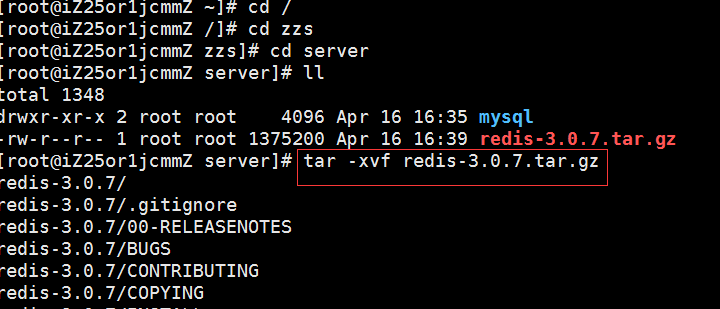 [root@iZ25or1jcmmZ ~]# cd /
[root@iZ25or1jcmmZ /]# cd zzs
[root@iZ25or1jcmmZ zzs]# cd server
[root@iZ25or1jcmmZ server]# ll
total 1348
drwxr-xr-x 2 root root    4096 Apr 16 16:35 mysql
-rw-r--r-- 1 root root 1375200 Apr 16 16:39 redis-3.0.7.tar.gz
[root@iZ25or1jcmmZ server]# tar -xvf redis-3.0.7.tar.gz
redis-3.0.7/
redis-3.0.7/.gitignore
redis-3.0.7/00-RELEASENOTES
redis-3.0.7/BUGS
redis-3.0.7/CONTRIBUTING
redis-3.0.7/COPYING